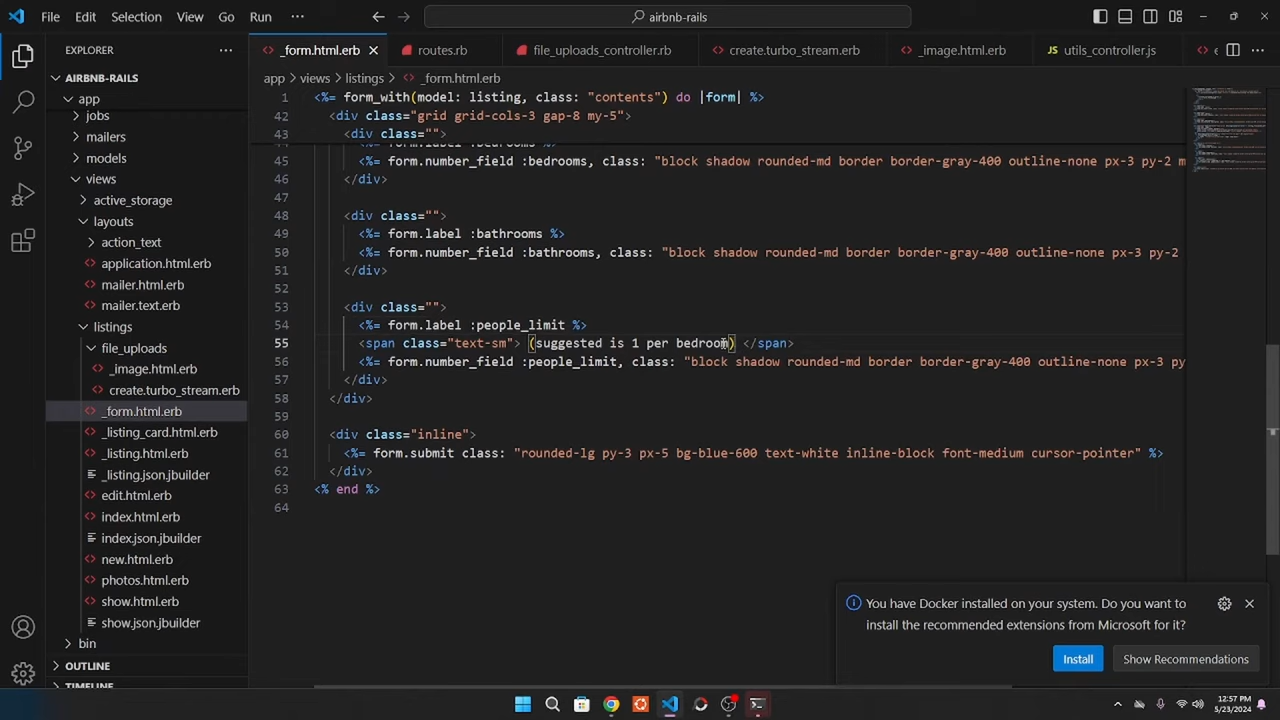 File Edit Selection View Go Run ... airbnb-rails
EXPLORER
_form.html.erb routes.rb file_uploads_controller.rb create.turbo_stream.erb _image.html.erb utils_controller.js
AIRBNB-RAILS
app > views > listings > _form.html.erb
app
jobs
mailers
models
views
active_storage
layouts
action_text
application.html.erb
mailer.html.erb
mailer.text.erb
listings
file_uploads
_image.html.erb
create.turbo_stream.erb
_form.html.erb
_listing_card.html.erb
_listing.html.erb
_listing.json.jbuilder
edit.html.erb
index.html.erb
index.json.jbuilder
new.html.erb
photos.html.erb
show.html.erb
show.json.jbuilder
bin
OUTLINE
TIMELINE
1 <%= form_with(model: listing, class: "contents") do |form| %>
42 <div class="grid grid-cols-3 gap-8 my-5">
43 <div class="">
45 <%= form.number_field :bedrooms, class: "block shadow rounded-md border border-gray-400 outline-none px-3 py-2 m
46 </div>
47
48 <div class="">
49 <%= form.label :bathrooms %>
50 <%= form.number_field :bathrooms, class: "block shadow rounded-md border border-gray-400 outline-none px-3 py-2
51 </div>
52
53 <div class="">
54 <%= form.label :people_limit %>
55 <span class="text-sm"> (suggested is 1 per bedroom) </span>
56 <%= form.number_field :people_limit, class: "block shadow rounded-md border border-gray-400 outline-none px-3 py
57 </div>
58 </div>
59
60 <div class="inline">
61 <%= form.submit class: "rounded-lg py-3 px-5 bg-blue-600 text-white inline-block font-medium cursor-pointer" %>
62 </div>
63 <% end %>
64
You have Docker installed on your system. Do you want to
install the recommended extensions from Microsoft for it?
Install Show Recommendations
12:57 PM
5/23/2024